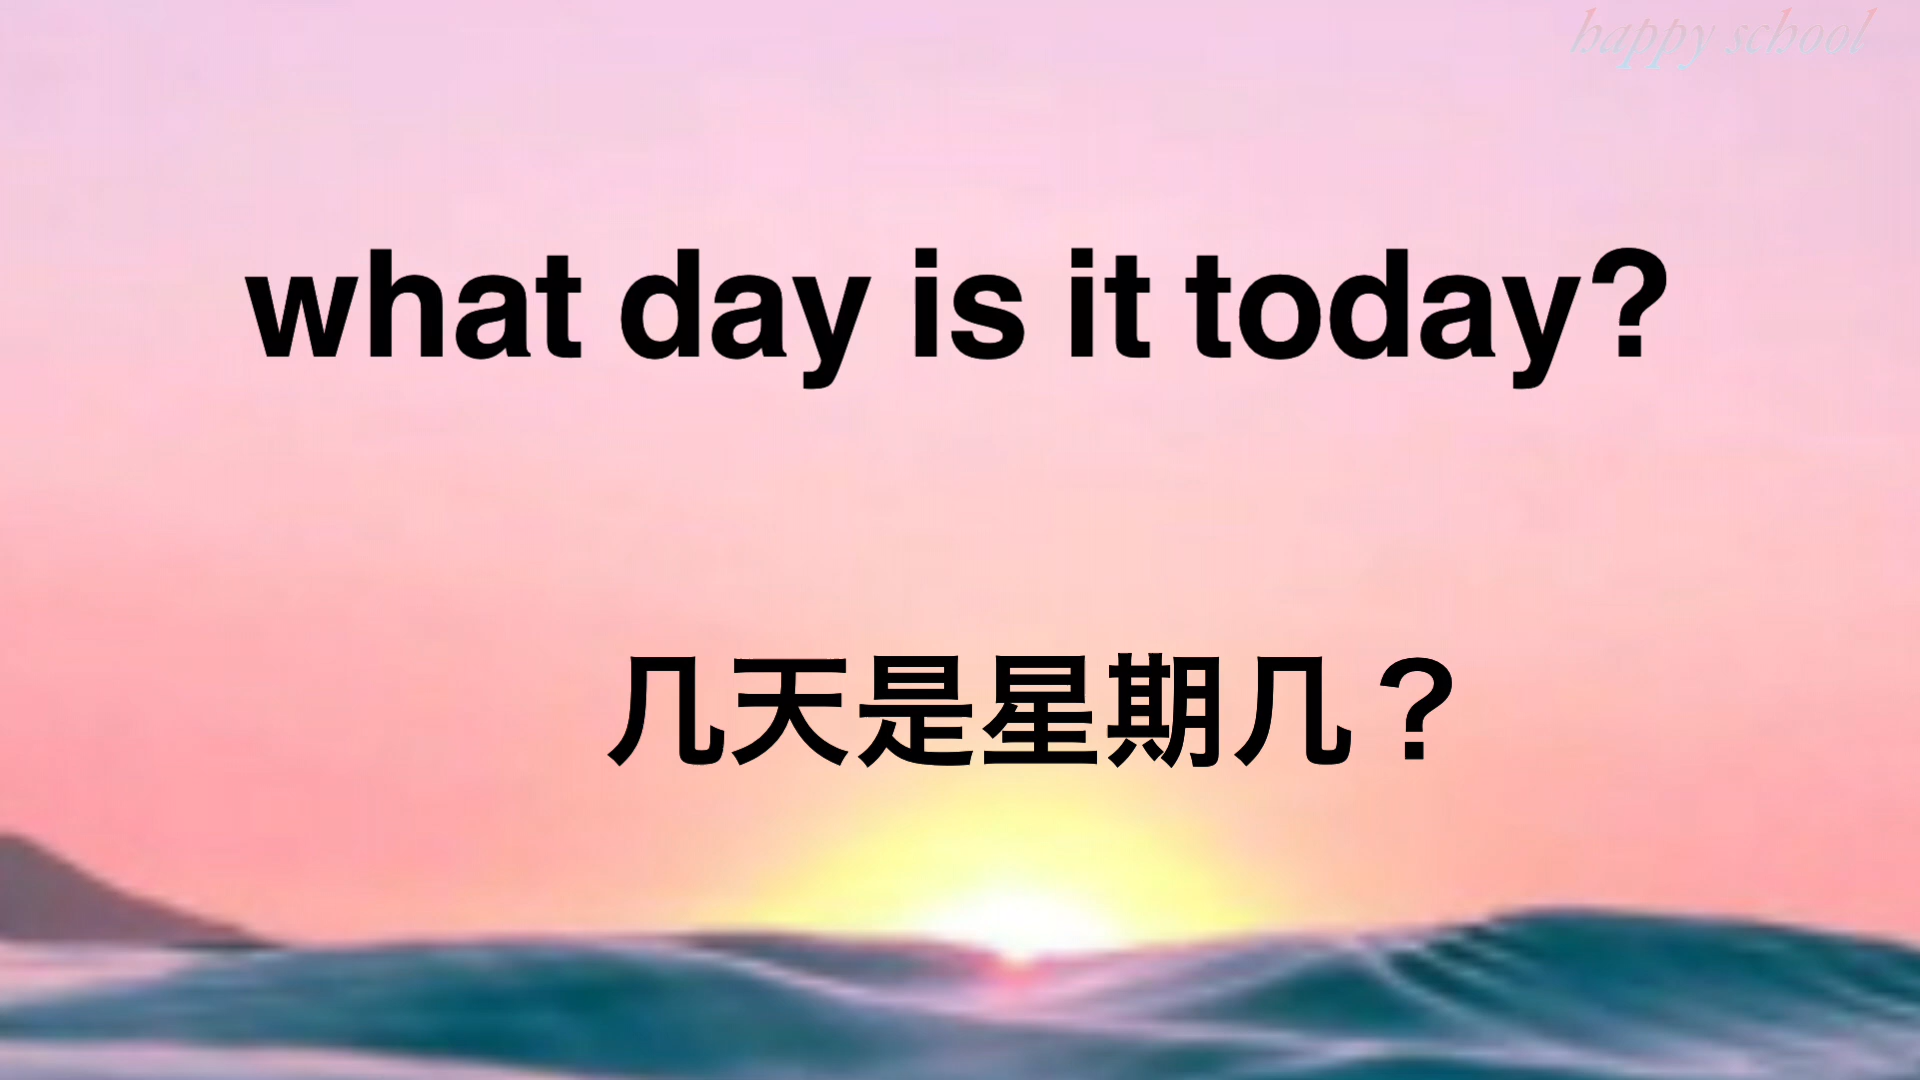 happy school
what day is it today?
几天是星期几？